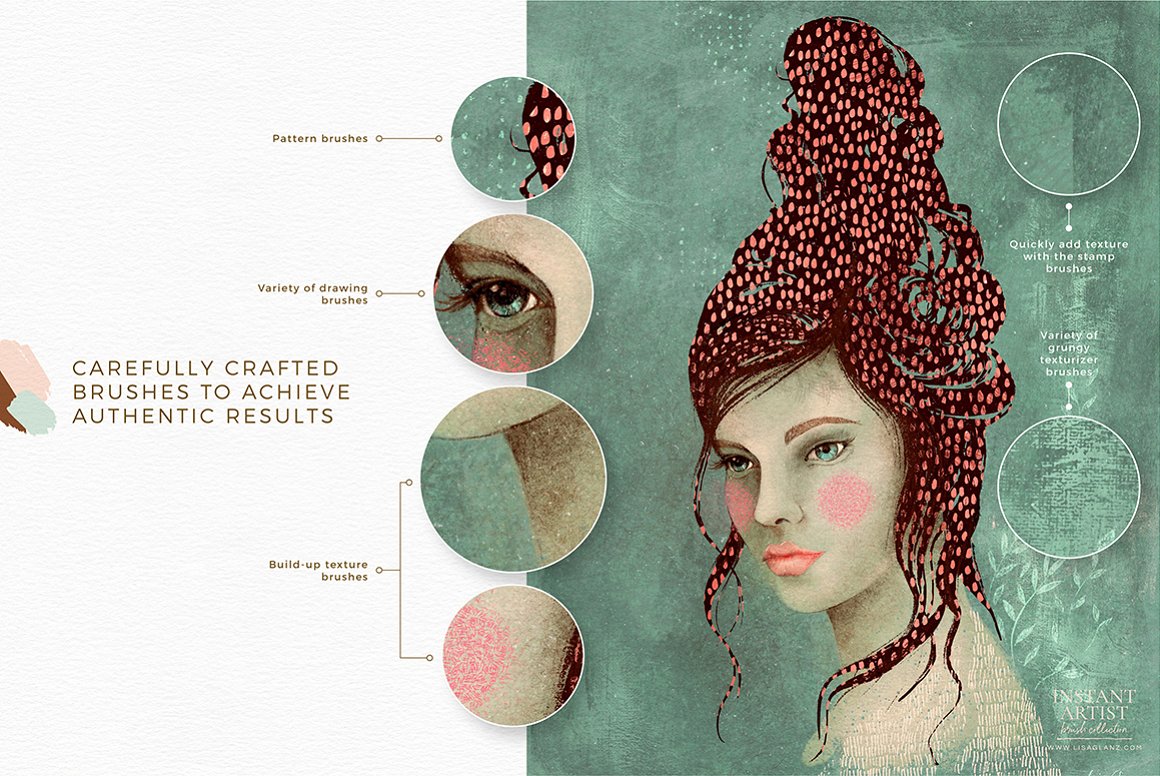 Pattern brushes
Variety of drawing
brushes
CAREFULLY CRAFTED
BRUSHES TO ACHIEVE
AUTHENTIC RESULTS
Build-up texture
brushes
Quickly add texture
with the stamp
brushes
Variety of
grungy
texturizer
brushes
INSTANT
ARTIST
brush collection
WWW.LISAGLANZ.COM